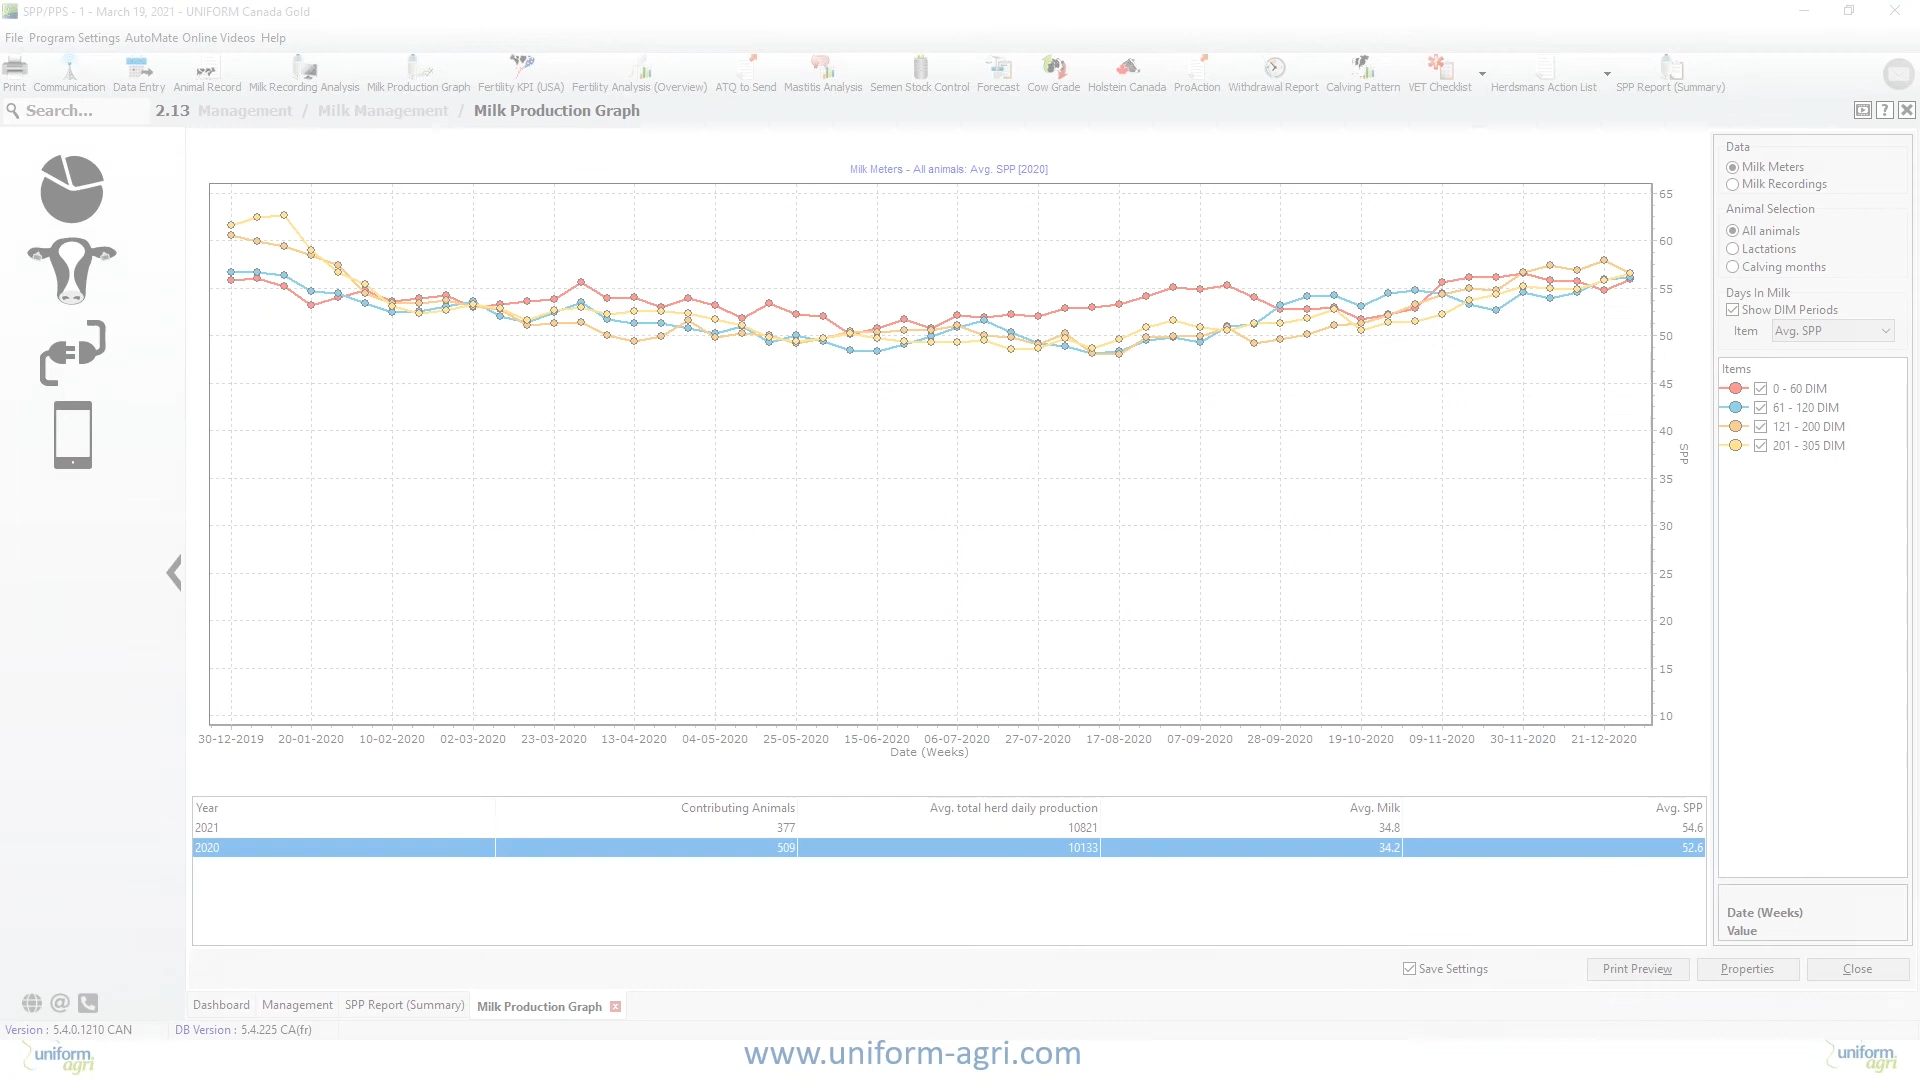 SPP/PPS - 1 - March 19, 2021 - UNIFORM Canada Gold
File Program Settings AutoMate Online Videos Help
Print Communication Data Entry Animal Record Milk Recording Analysis Milk Production Graph Fertility KPI (USA) Fertility Analysis (Overview) ATQ to Send Mastitis Analysis Semen Stock Control Forecast Cow Grade Holstein Canada ProAction Withdrawal Report Calving Pattern VET Checklist Herdsmans Action List SPP Report (Summary)
Search... 2.13 Management / Milk Management / Milk Production Graph
Milk Meters - All animals: Avg. SPP [2020]
65
60
55
50
45
40
35
30
25
20
15
10
SPP
30-12-2019 20-01-2020 10-02-2020 02-03-2020 23-03-2020 13-04-2020 04-05-2020 25-05-2020 15-06-2020 06-07-2020 27-07-2020 17-08-2020 07-09-2020 28-09-2020 19-10-2020 09-11-2020 30-11-2020 21-12-2020
Date (Weeks)
Data
Milk Meters
Milk Recordings
Animal Selection
All animals
Lactations
Calving months
Days In Milk
Show DIM Periods
Item Avg. SPP
Items
0 - 60 DIM
61 - 120 DIM
121 - 200 DIM
201 - 305 DIM
Date (Weeks)
Value
Year Contributing Animals Avg. total herd daily production Avg. Milk Avg. SPP
2021 377 10821 34.8 54.6
2020 509 10133 34.2 52.6
Save Settings Print Preview Properties Close
Dashboard Management SPP Report (Summary) Milk Production Graph
Version : 5.4.0.1210 CAN DB Version : 5.4.225 CA(fr)
uniform agri www.uniform-agri.com uniform agri